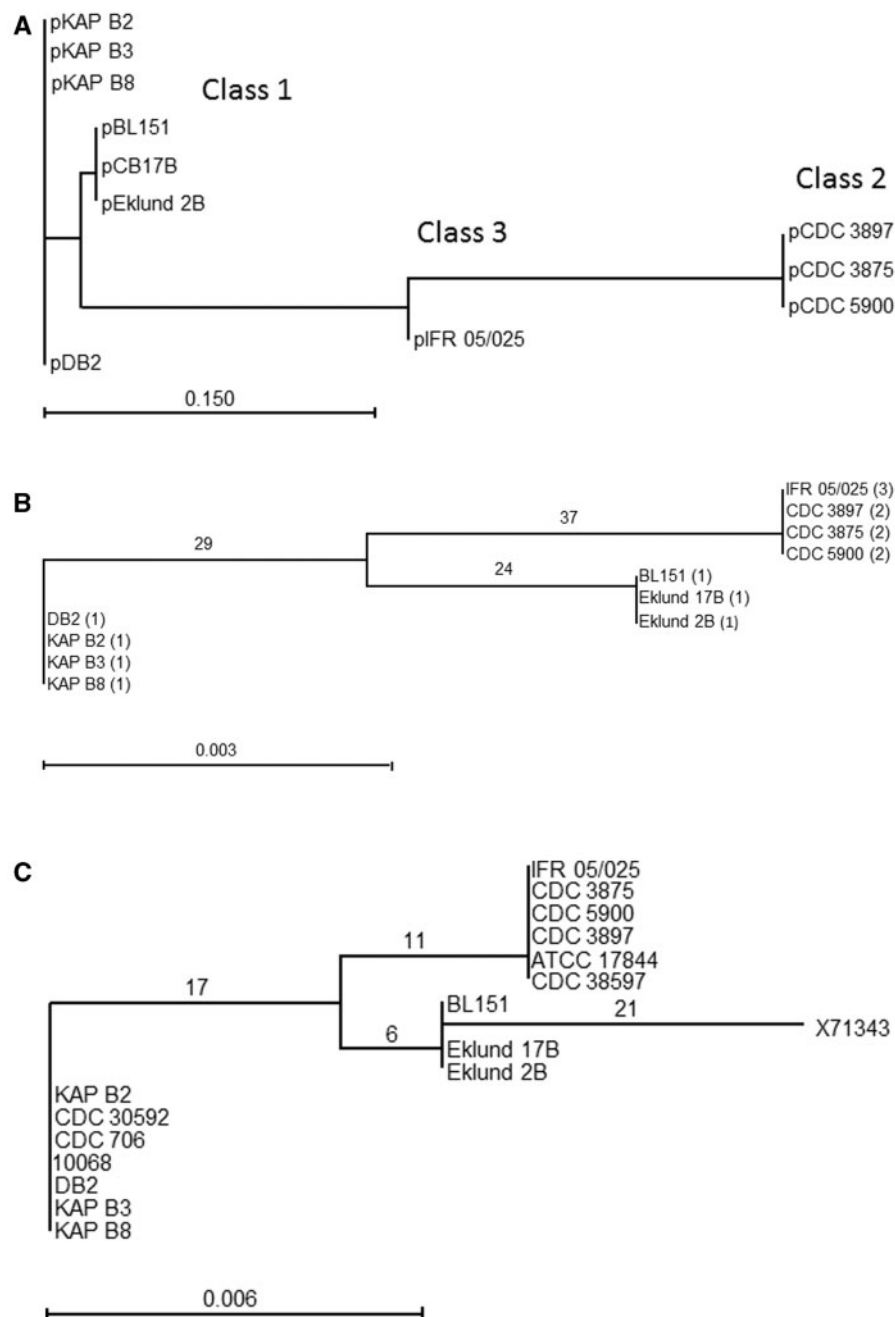 A
pKAP B2
pKAP B3
pKAP B8
Class 1
pBL151
pCB17B
pEklund 2B
Class 2
pCDC 3897
pCDC 3875
pCDC 5900
Class 3
pIFR 05/025
pDB2
0.150
B
IFR 05/025 (3)
CDC 3897 (2)
CDC 3875 (2)
CDC 5900 (2)
37
29
24
BL151 (1)
Eklund 17B (1)
Eklund 2B (1)
DB2 (1)
KAP B2 (1)
KAP B3 (1)
KAP B8 (1)
0.003
C
IFR 05/025
CDC 3875
CDC 5900
CDC 3897
ATCC 17844
CDC 38597
11
17
BL151
21
X71343
6
Eklund 17B
Eklund 2B
KAP B2
CDC 30592
CDC 706
10068
DB2
KAP B3
KAP B8
0.006